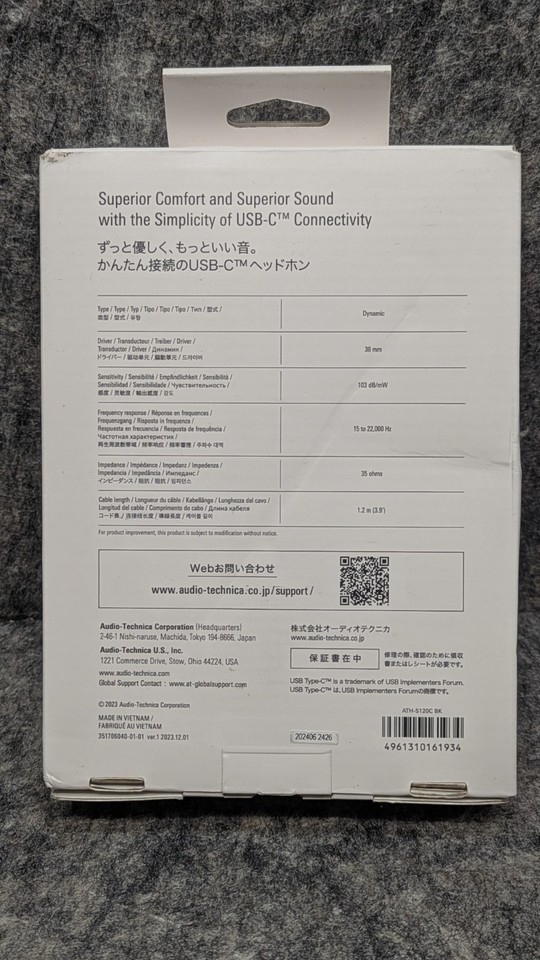 Superior Comfort and Superior Sound
with the Simplicity of USB-C™ Connectivity
ずっと優しく、もっといい音。
かんたん接続のUSB-C™ヘッドホン
Type / Type / Typ / Tipo / Tipo / Tipo / Тип / 型式 /
类型 / 型式 / 유형
Dynamic
Driver / Transducteur / Treiber / Driver /
Transductor / Driver / Динамики /
ドライバー / 驱动单元 / 驅動單元 / 드라이버
30 mm
Sensitivity / Sensibilité / Empfindlichkeit / Sensibilità /
Sensibilidad / Sensibilidade / Чувствительность /
感度 / 灵敏度 / 輸出感度 / 감도
103 dB/mW
Frequency response / Réponse en fréquences /
Frequenzgang / Risposta in frequenza /
Respuesta en frecuencia / Resposta de frequência /
Частотная характеристика /
再生周波数帯域 / 频率响应 / 頻率響應 / 주파수 대역
15 to 22,000 Hz
Impedance / Impédance / Impedanz / Impedenza /
Impedancia / Impedância / Импеданс /
インピーダンス / 阻抗 / 阻抗 / 임피던스
35 ohms
Cable length / Longueur du câble / Kabellänge / Lunghezza del cavo /
Longitud del cable / Comprimento do cabo / Длина кабеля
コード長 / 连接线长度 / 導線長度 / 케이블 길이
1.2 m (3.9')
For product improvement, this product is subject to modification without notice.
Webお問い合わせ
www.audio-technica.co.jp/support/
Audio-Technica Corporation (Headquarters)
2-46-1 Nishi-naruse, Machida, Tokyo 194-8666, Japan
Audio-Technica U.S., Inc.
1221 Commerce Drive, Stow, Ohio 44224, USA
www.audio-technica.com
Global Support Contact : www.at-globalsupport.com
©2023 Audio-Technica Corporation
MADE IN VIETNAM /
FABRIQUÉ AU VIETNAM
351706040-01-01 ver.1 2023.12.01
株式会社オーディオテクニカ
www.audio-technica.co.jp
保証書在中
修理の際、確認のために領収
書またはレシートが必要です。
USB Type-C™ is a trademark of USB Implementers Forum.
USB Type-C™ は、USB Implementers Forumの商標です。
202406 2426
ATH-S120C BK
4961310161934